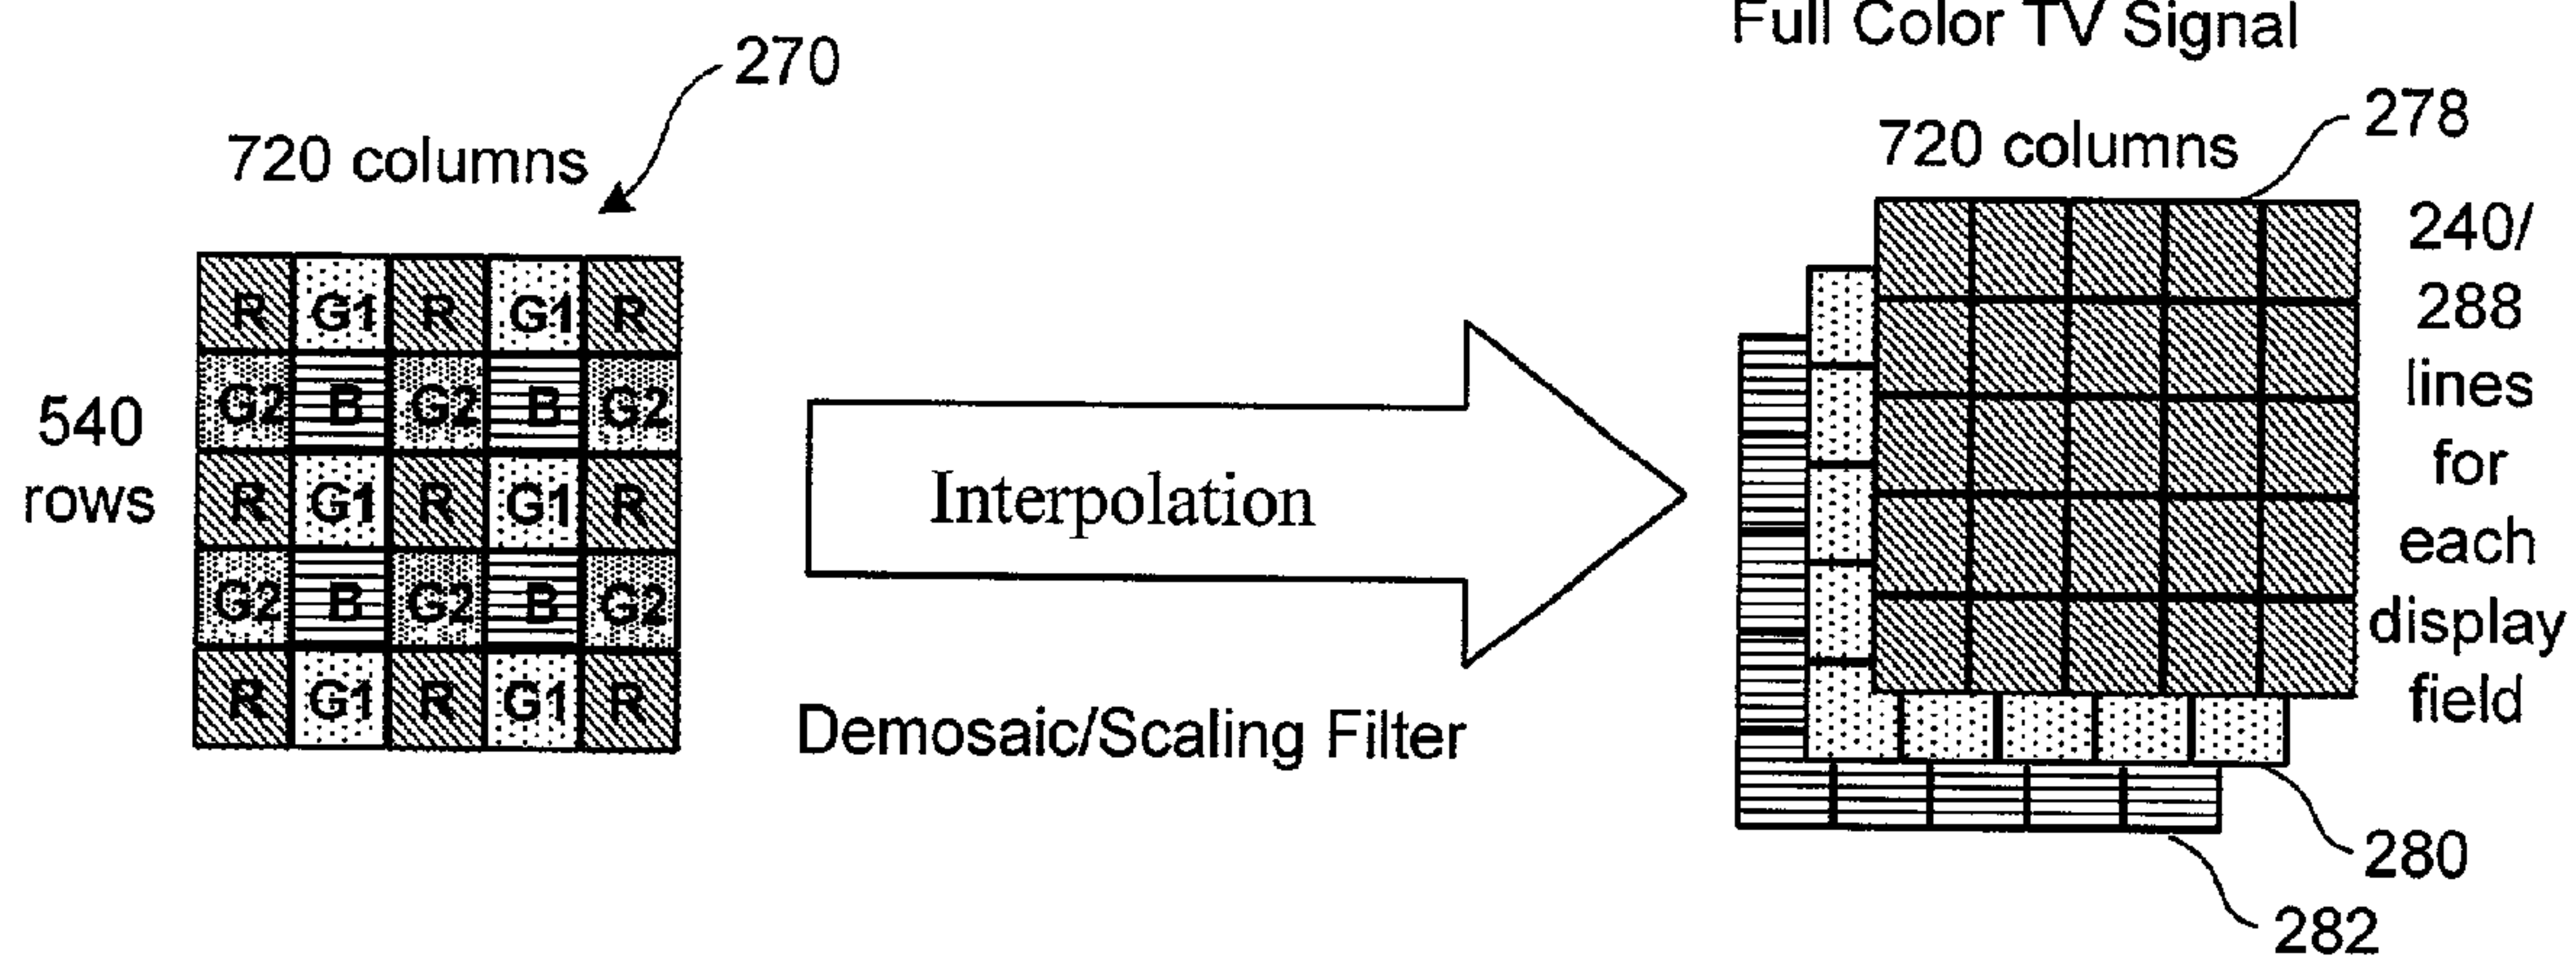 Full Color TV Signal
270
278
720 columns
720 columns
R G1 R G1 R
G2 B G2 B G2
R G1 R G1 R
G2 B G2 B G2
R G1 R G1 R
540
rows
Interpolation
Demosaic/Scaling Filter
240/
288
lines
for
each
display
field
280
282